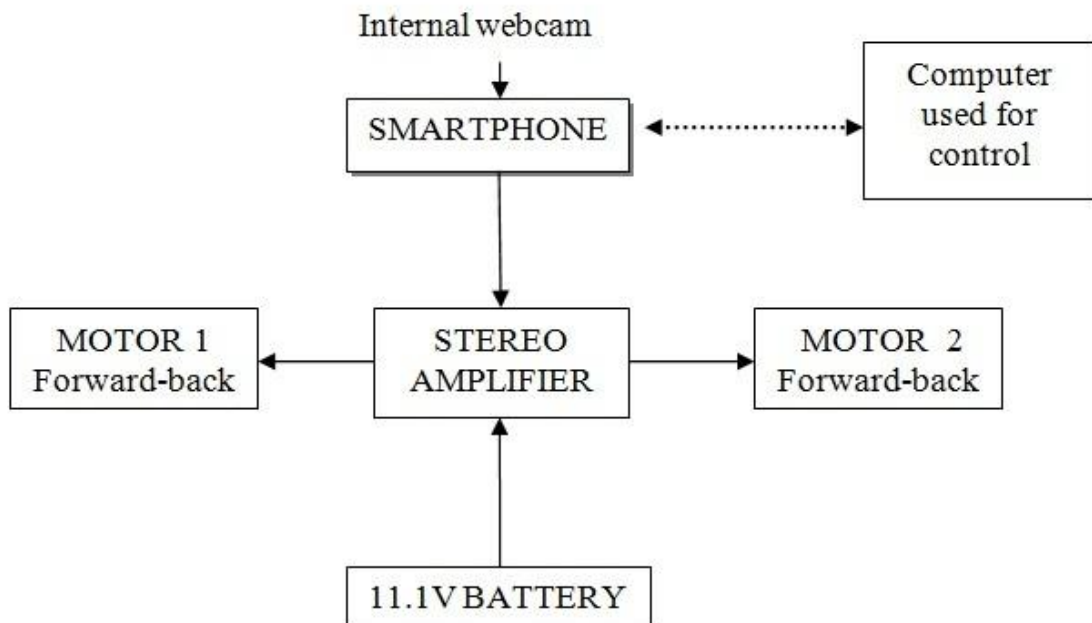 Internal webcam
SMARTPHONE
Computer
used for
control
MOTOR 1
Forward-back
STEREO
AMPLIFIER
MOTOR 2
Forward-back
11.1V BATTERY